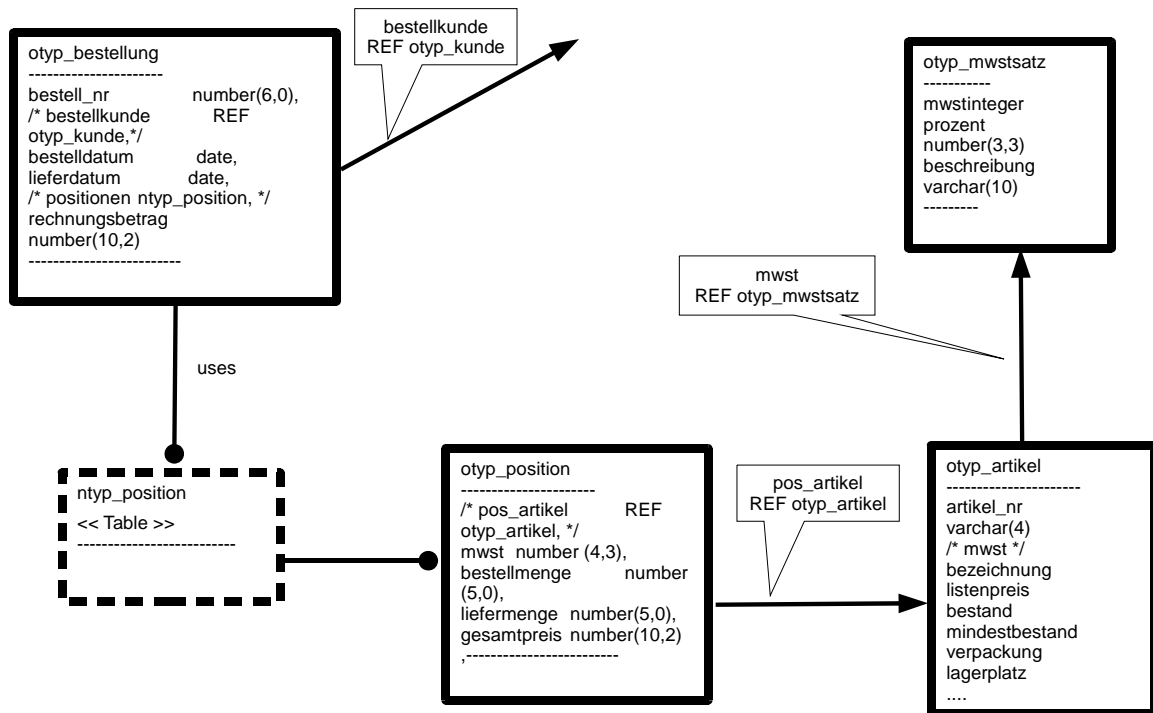 otyp_bestellung
----------------------
bestell_nr number(6,0),
/* bestellkunde REF
otyp_kunde,*/
bestelldatum date,
lieferdatum date,
/* positionen ntyp_position, */
rechnungsbetrag
number(10,2)
-------------------------
bestellkunde
REF otyp_kunde
otyp_mwstsatz
-----------
mwstinteger
prozent
number(3,3)
beschreibung
varchar(10)
---------
mwst
REF otyp_mwstsatz
uses
ntyp_position
<< Table >>
--------------------------
otyp_position
----------------------
/* pos_artikel REF
otyp_artikel, */
mwst number (4,3),
bestellmenge number
(5,0),
liefermenge number(5,0),
gesamtpreis number(10,2)
,-------------------------
pos_artikel
REF otyp_artikel
otyp_artikel
----------------------
artikel_nr
varchar(4)
/* mwst */
bezeichnung
listenpreis
bestand
mindestbestand
verpackung
lagerplatz
....